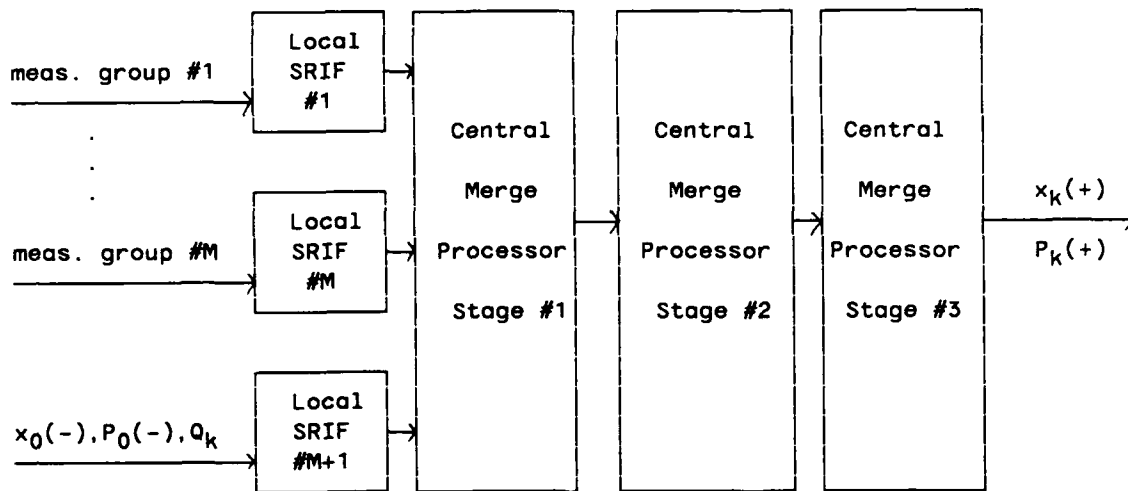 meas. group #1
Local
SRIF
#1
.
.
.
meas. group #M
Local
SRIF
#M
x₀(-),P₀(-),Qₖ
Local
SRIF
#M+1
Central
Merge
Processor
Stage #1
Central
Merge
Processor
Stage #2
Central
Merge
Processor
Stage #3
xₖ(+)
Pₖ(+)